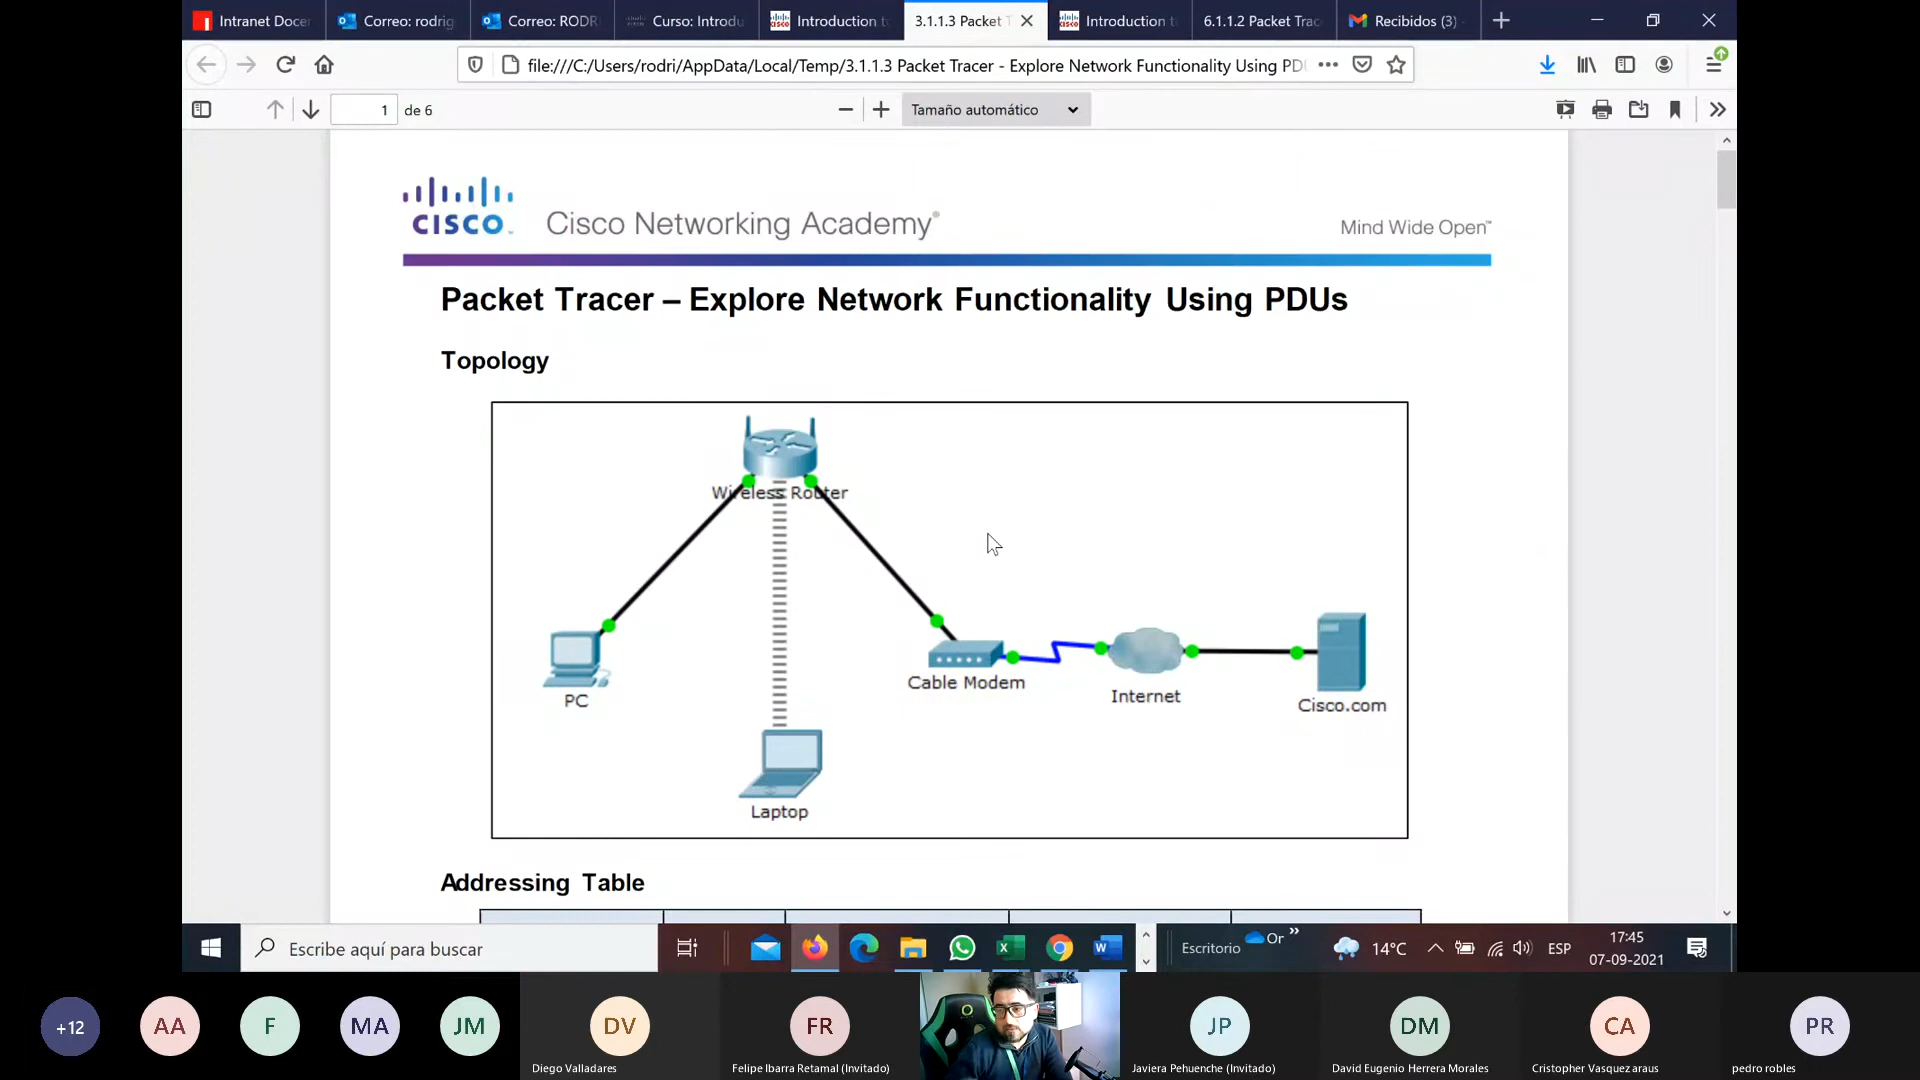 Intranet Docer
Correo: rodrig
Correo: RODR
Curso: Introdu
Introduction to
3.1.1.3 Packet T
Introduction t
6.1.1.2 Packet Trac
Recibidos (3) -
file:///C:/Users/rodri/AppData/Local/Temp/3.1.1.3 Packet Tracer - Explore Network Functionality Using PD
1 de 6
Tamaño automático
CISCO
Cisco Networking Academy®
Mind Wide Open™
Packet Tracer – Explore Network Functionality Using PDUs
Topology
Wireless Router
PC
Cable Modem
Internet
Cisco.com
Laptop
Addressing Table
Escribe aquí para buscar
Escritorio
Or
14°C
ESP
17:45
07-09-2021
+12
AA
F
MA
JM
DV
FR
JP
DM
CA
PR
Diego Valladares
Felipe Ibarra Retamal (Invitado)
Javiera Pehuenche (Invitado)
David Eugenio Herrera Morales
Cristopher Vasquez araus
pedro robles